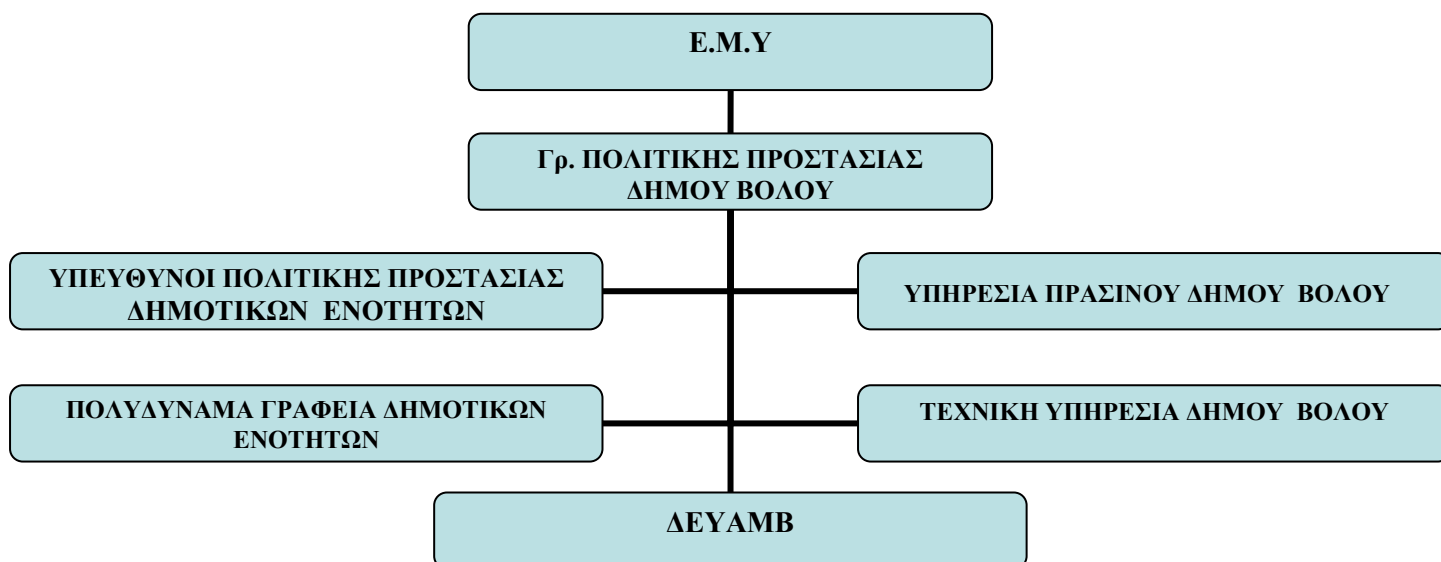 Ε.Μ.Υ
Γρ. ΠΟΛΙΤΙΚΗΣ ΠΡΟΣΤΑΣΙΑΣ
ΔΗΜΟΥ ΒΟΛΟΥ
ΥΠΕΥΘΥΝΟΙ ΠΟΛΙΤΙΚΗΣ ΠΡΟΣΤΑΣΙΑΣ
ΔΗΜΟΤΙΚΩΝ ΕΝΟΤΗΤΩΝ
ΥΠΗΡΕΣΙΑ ΠΡΑΣΙΝΟΥ ΔΗΜΟΥ ΒΟΛΟΥ
ΠΟΛΥΔΥΝΑΜΑ ΓΡΑΦΕΙΑ ΔΗΜΟΤΙΚΩΝ
ΕΝΟΤΗΤΩΝ
ΤΕΧΝΙΚΗ ΥΠΗΡΕΣΙΑ ΔΗΜΟΥ ΒΟΛΟΥ
ΔΕΥΑΜΒ